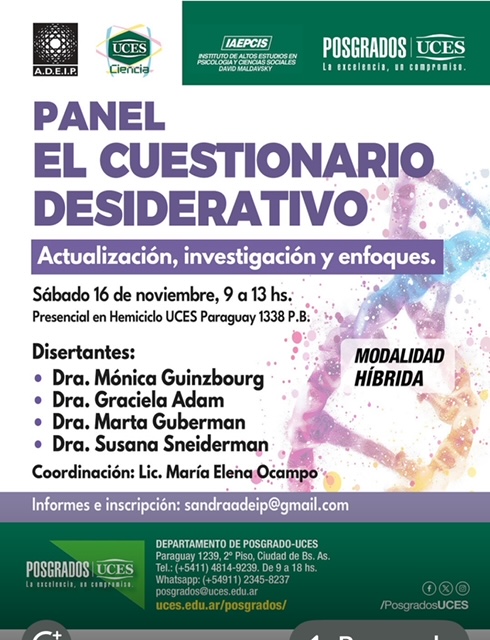 A.D.E.I.P.
UCES
Ciencia
IAEPCIS
INSTITUTO DE ALTOS ESTUDIOS EN
PSICOLOGÍA Y CIENCIAS SOCIALES
DAVID MALDAVSKY
POSGRADOS UCES
La excelencia, un compromiso.
PANEL
EL CUESTIONARIO
DESIDERATIVO
Actualización, investigación y enfoques.
Sábado 16 de noviembre, 9 a 13 hs.
Presencial en Hemiciclo UCES Paraguay 1338 P.B.
Disertantes:
• Dra. Mónica Guinzbourg
• Dra. Graciela Adam
• Dra. Marta Guberman
• Dra. Susana Sneiderman
MODALIDAD
HÍBRIDA
Coordinación: Lic. María Elena Ocampo
Informes e inscripción: sandraadeip@gmail.com
POSGRADOS UCES
La excelencia, un compromiso.
DEPARTAMENTO DE POSGRADO-UCES
Paraguay 1239, 2º Piso, Ciudad de Bs. As.
Tel.: (+5411) 4814-9239. De 9 a 18 hs.
Whatsapp: (+54911) 2345-8237
posgrados@uces.edu.ar
uces.edu.ar/posgrados/
/PosgradosUCES